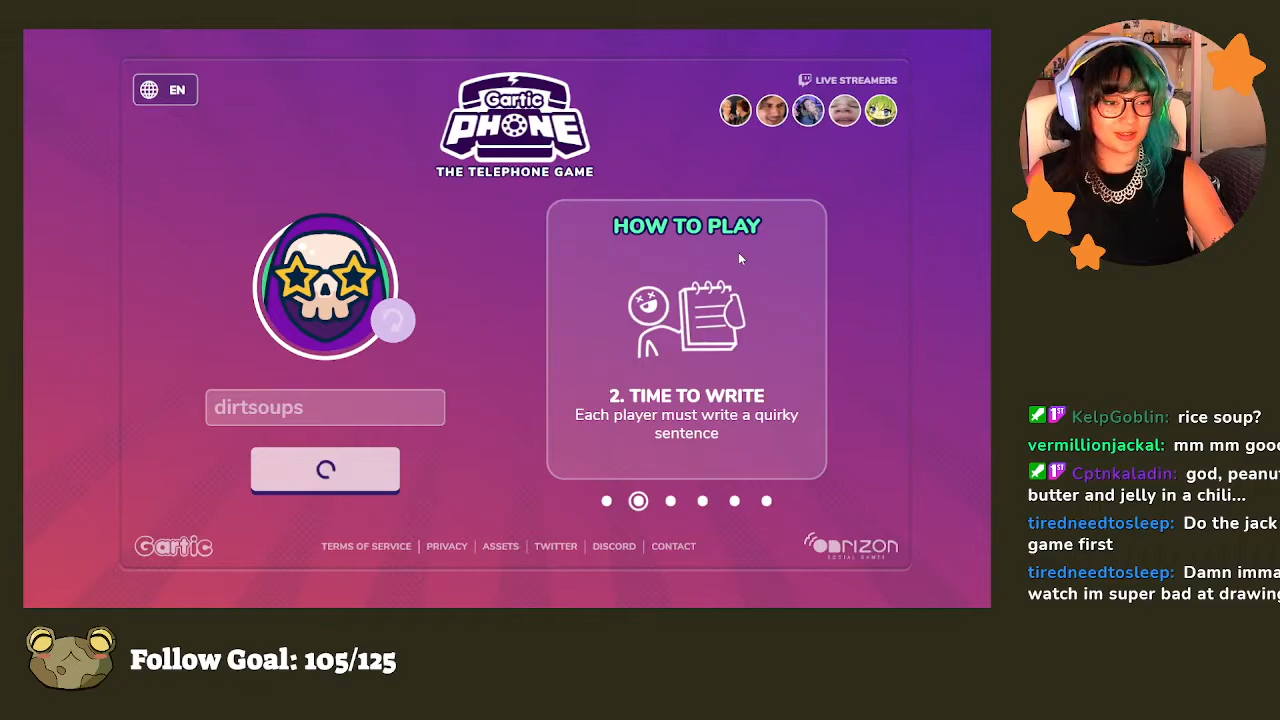 EN
Gartic
PHONE
THE TELEPHONE GAME
LIVE STREAMERS
HOW TO PLAY
2. TIME TO WRITE
Each player must write a quirky
sentence
dirtsoups
Gartic
TERMS OF SERVICE | PRIVACY | ASSETS | TWITTER | DISCORD | CONTACT
ONRIZON
SOCIAL GAMES
1ST KelpGoblin: rice soup?
vermillionjackal: mm mm good
1ST Cptnkaladin: god, peanut
butter and jelly in a chili...
tiredneedtosleep: Do the jack
game first
tiredneedtosleep: Damn imma
watch im super bad at drawing
Follow Goal: 105/125